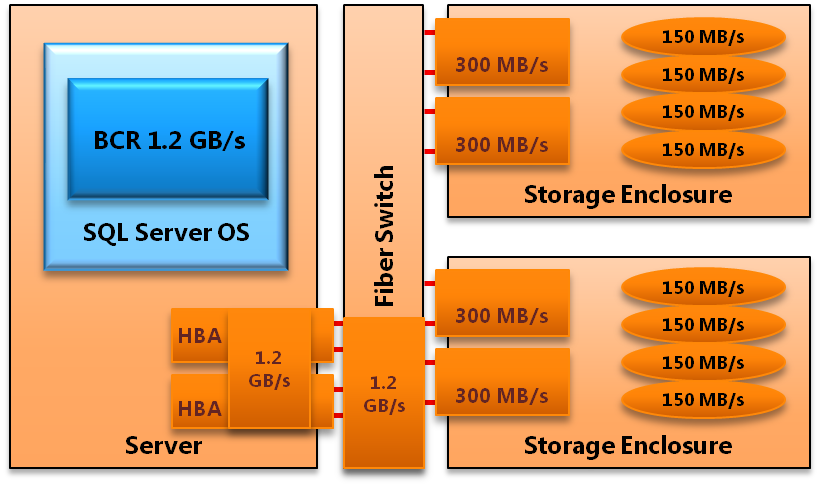 BCR 1.2 GB/s
SQL Server OS
HBA
HBA
1.2
GB/s
Server
Fiber Switch
1.2
GB/s
300 MB/s
300 MB/s
150 MB/s
150 MB/s
150 MB/s
150 MB/s
Storage Enclosure
300 MB/s
300 MB/s
150 MB/s
150 MB/s
150 MB/s
150 MB/s
Storage Enclosure